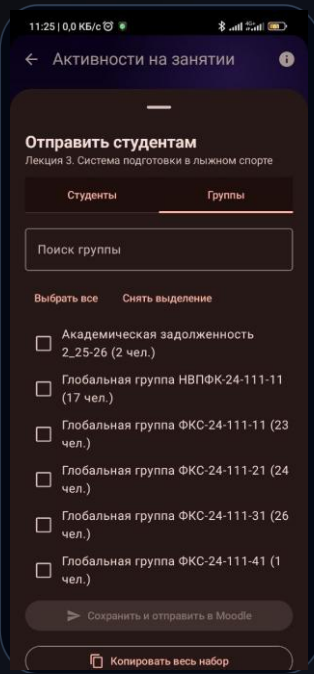 11:25 | 0,0 КБ/с
4G+
Активности на занятии
Отправить студентам
Лекция 3. Система подготовки в лыжном спорте
Студенты
Группы
Поиск группы
Выбрать все
Снять выделение
Академическая задолженность
2_25-26 (2 чел.)
Глобальная группа НВПФК-24-111-11
(17 чел.)
Глобальная группа ФКС-24-111-11 (23
чел.)
Глобальная группа ФКС-24-111-21 (24
чел.)
Глобальная группа ФКС-24-111-31 (26
чел.)
Глобальная группа ФКС-24-111-41 (1
чел.)
Сохранить и отправить в Moodle
Копировать весь набор